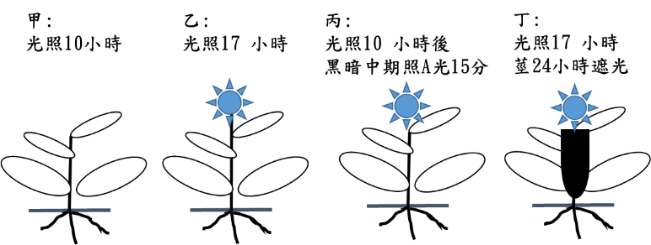 甲:
光照10小時
乙:
光照17 小時
丙:
光照10 小時後
黑暗中期照A光15分
丁:
光照17 小時
莖24小時遮光